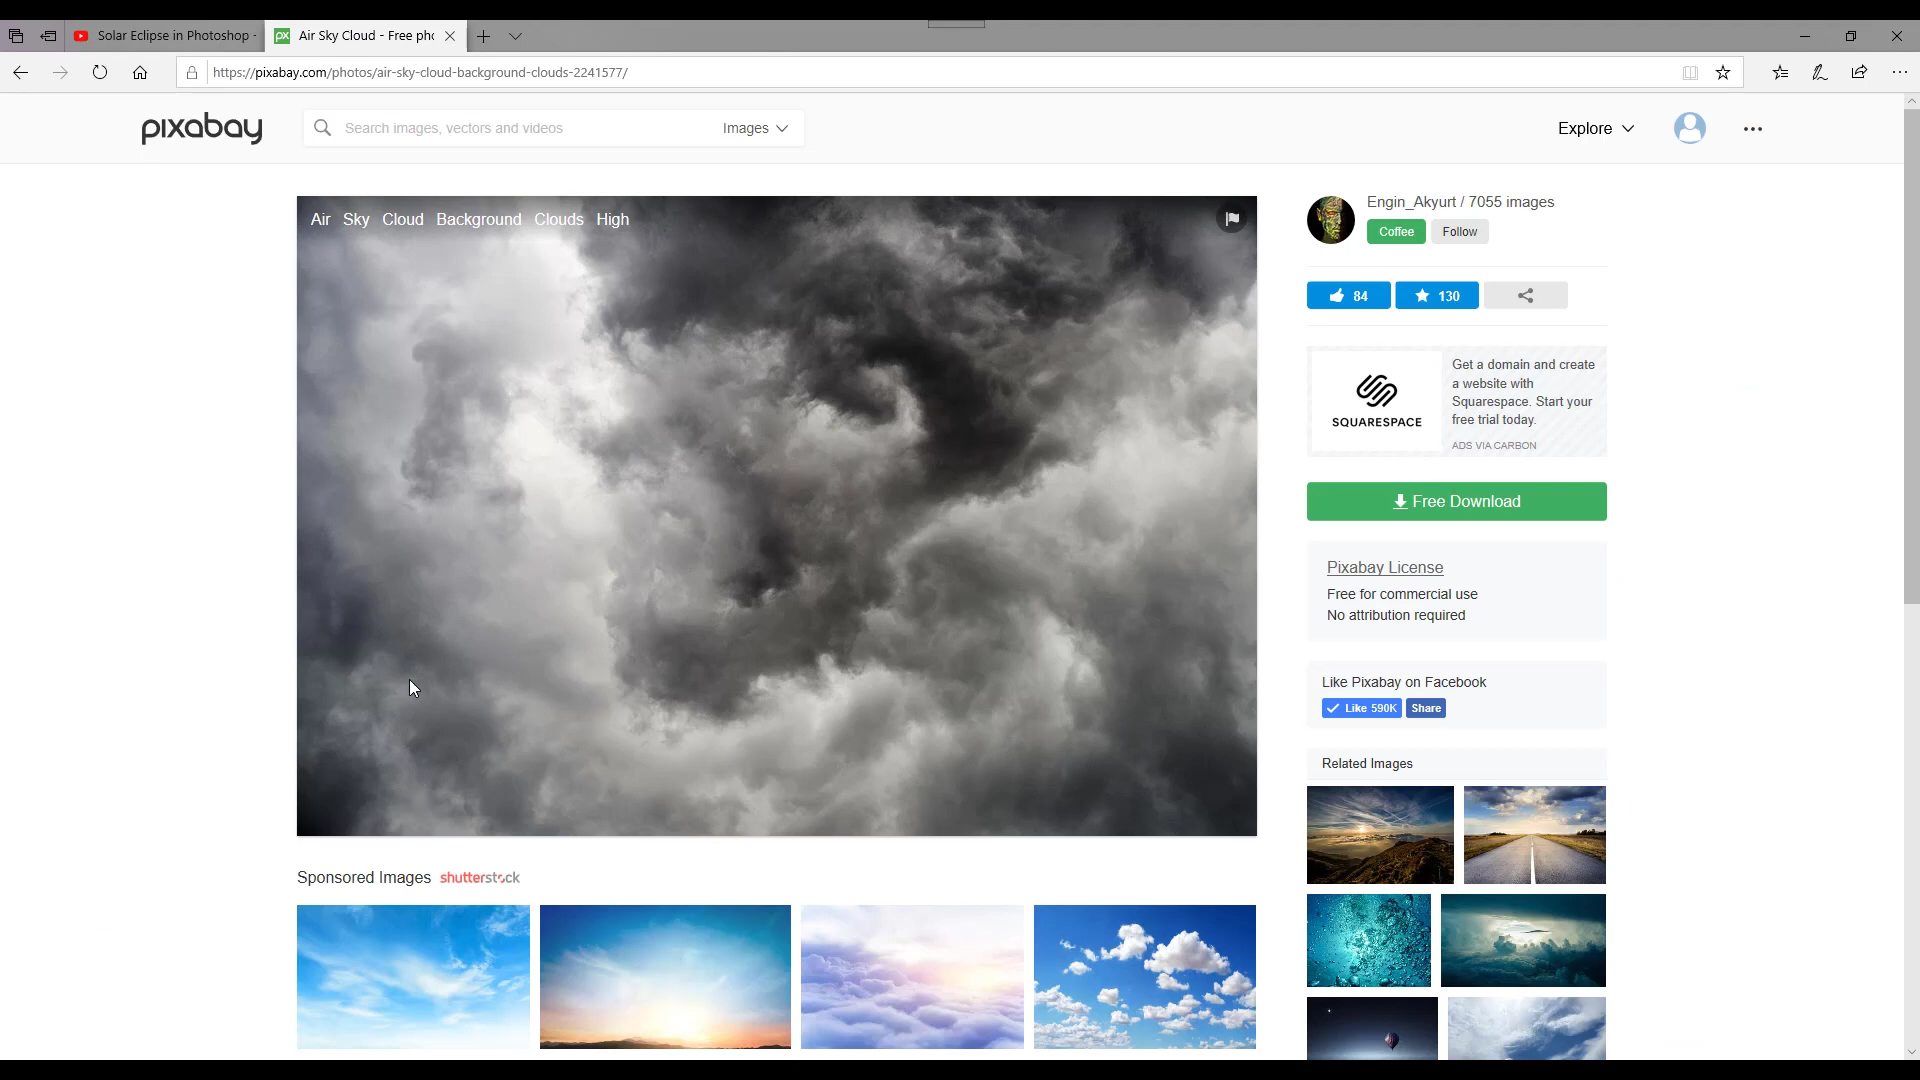 Solar Eclipse in Photoshop -
Air Sky Cloud - Free pho
https://pixabay.com/photos/air-sky-cloud-background-clouds-2241577/
pixabay
Search images, vectors and videos
Images
Explore
Air Sky Cloud Background Clouds High
Engin_Akyurt / 7055 images
Coffee Follow
84 130
Get a domain and create
a website with
Squarespace. Start your
free trial today.
SQUARESPACE
ADS VIA CARBON
Free Download
Pixabay License
Free for commercial use
No attribution required
Like Pixabay on Facebook
Like 590K Share
Related Images
Sponsored Images shutterstock